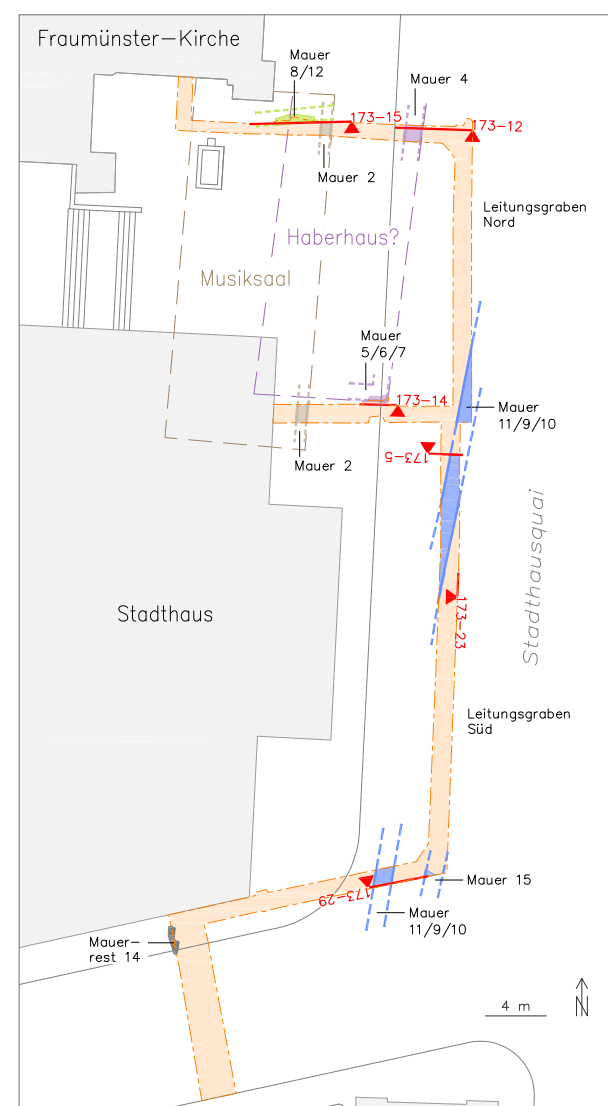 Fraumünster–Kirche
Mauer
8/12
Mauer 4
173–15
173–12
Mauer 2
Leitungsgraben
Nord
Haberhaus?
Musiksaal
Mauer
5/6/7
173–14
Mauer
11/9/10
173–5
Mauer 2
Stadthausquai
Stadthaus
173–23
Leitungsgraben
Süd
Mauer 15
173–29
Mauer
11/9/10
Mauer–
rest 14
4 m
N